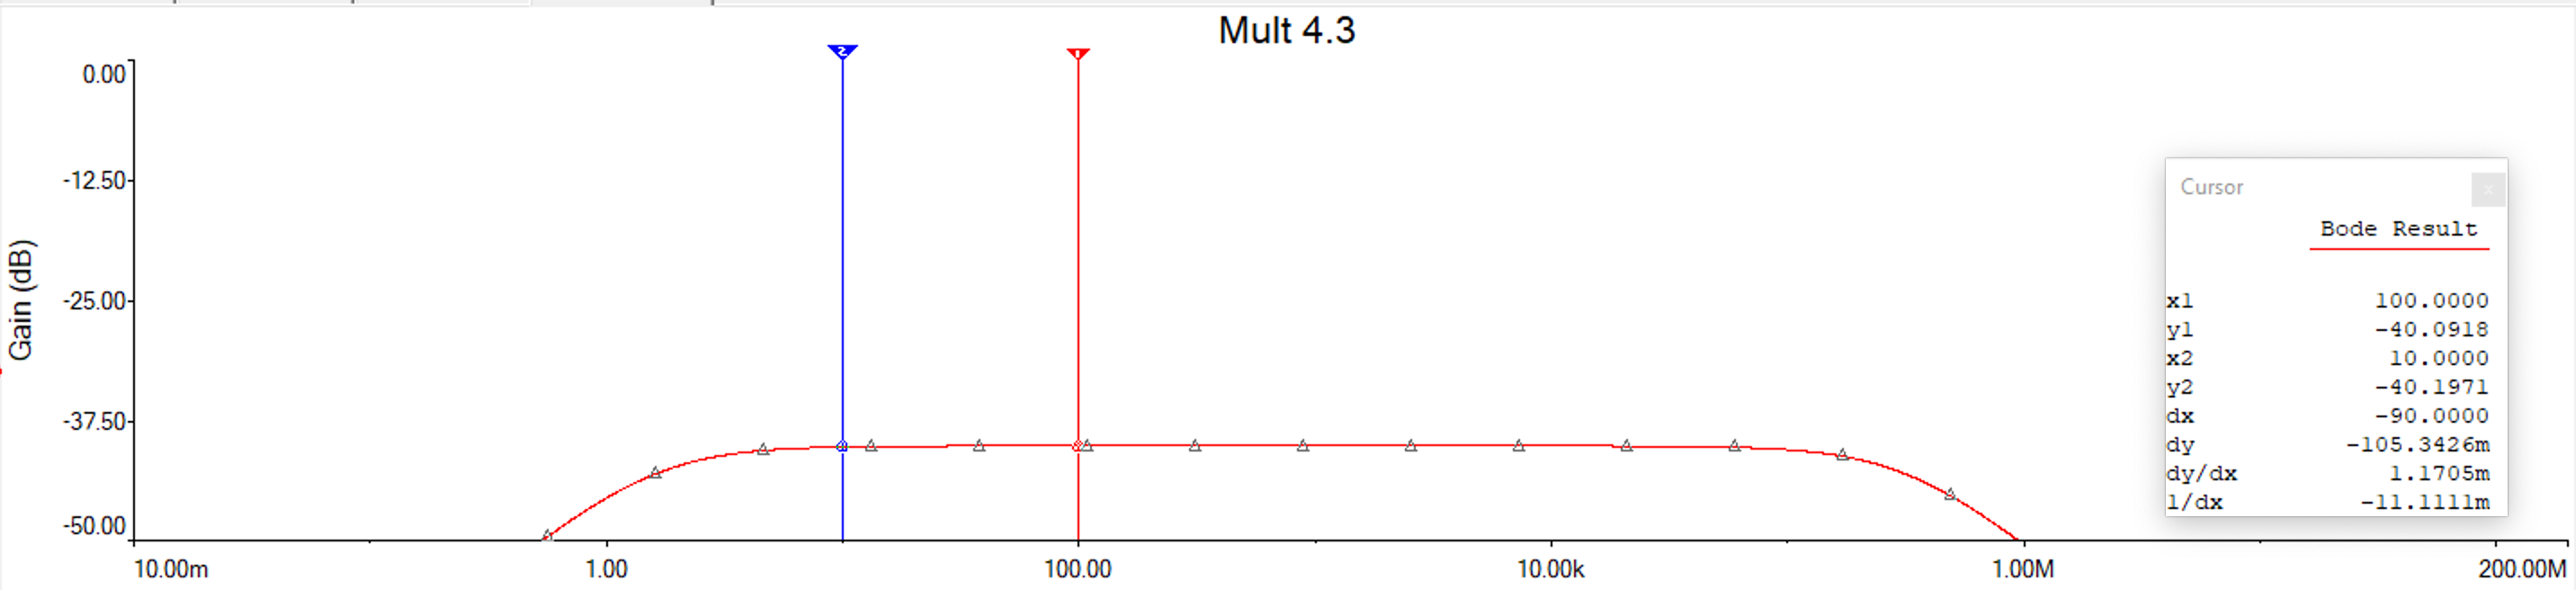 Mult 4.3
2
1
0.00
-12.50
-25.00
-37.50
-50.00
Gain (dB)
10.00m
1.00
100.00
10.00k
1.00M
200.00M
Cursor
x
Bode Result
x1 100.0000
y1 -40.0918
x2 10.0000
y2 -40.1971
dx -90.0000
dy -105.3426m
dy/dx 1.1705m
1/dx -11.1111m